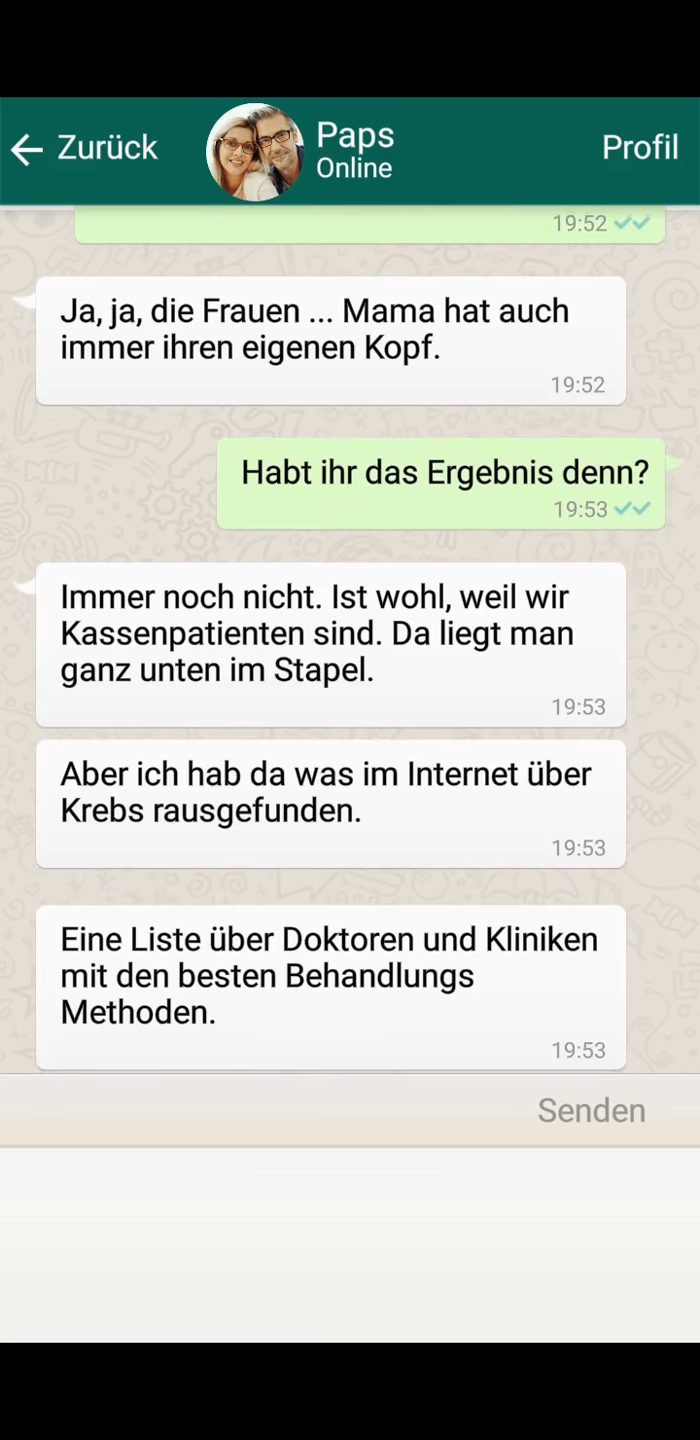 Zurück
Paps
Online
Profil
19:52
Ja, ja, die Frauen ... Mama hat auch
immer ihren eigenen Kopf.
19:52
Habt ihr das Ergebnis denn?
19:53
Immer noch nicht. Ist wohl, weil wir
Kassenpatienten sind. Da liegt man
ganz unten im Stapel.
19:53
Aber ich hab da was im Internet über
Krebs rausgefunden.
19:53
Eine Liste über Doktoren und Kliniken
mit den besten Behandlungs
Methoden.
19:53
Senden